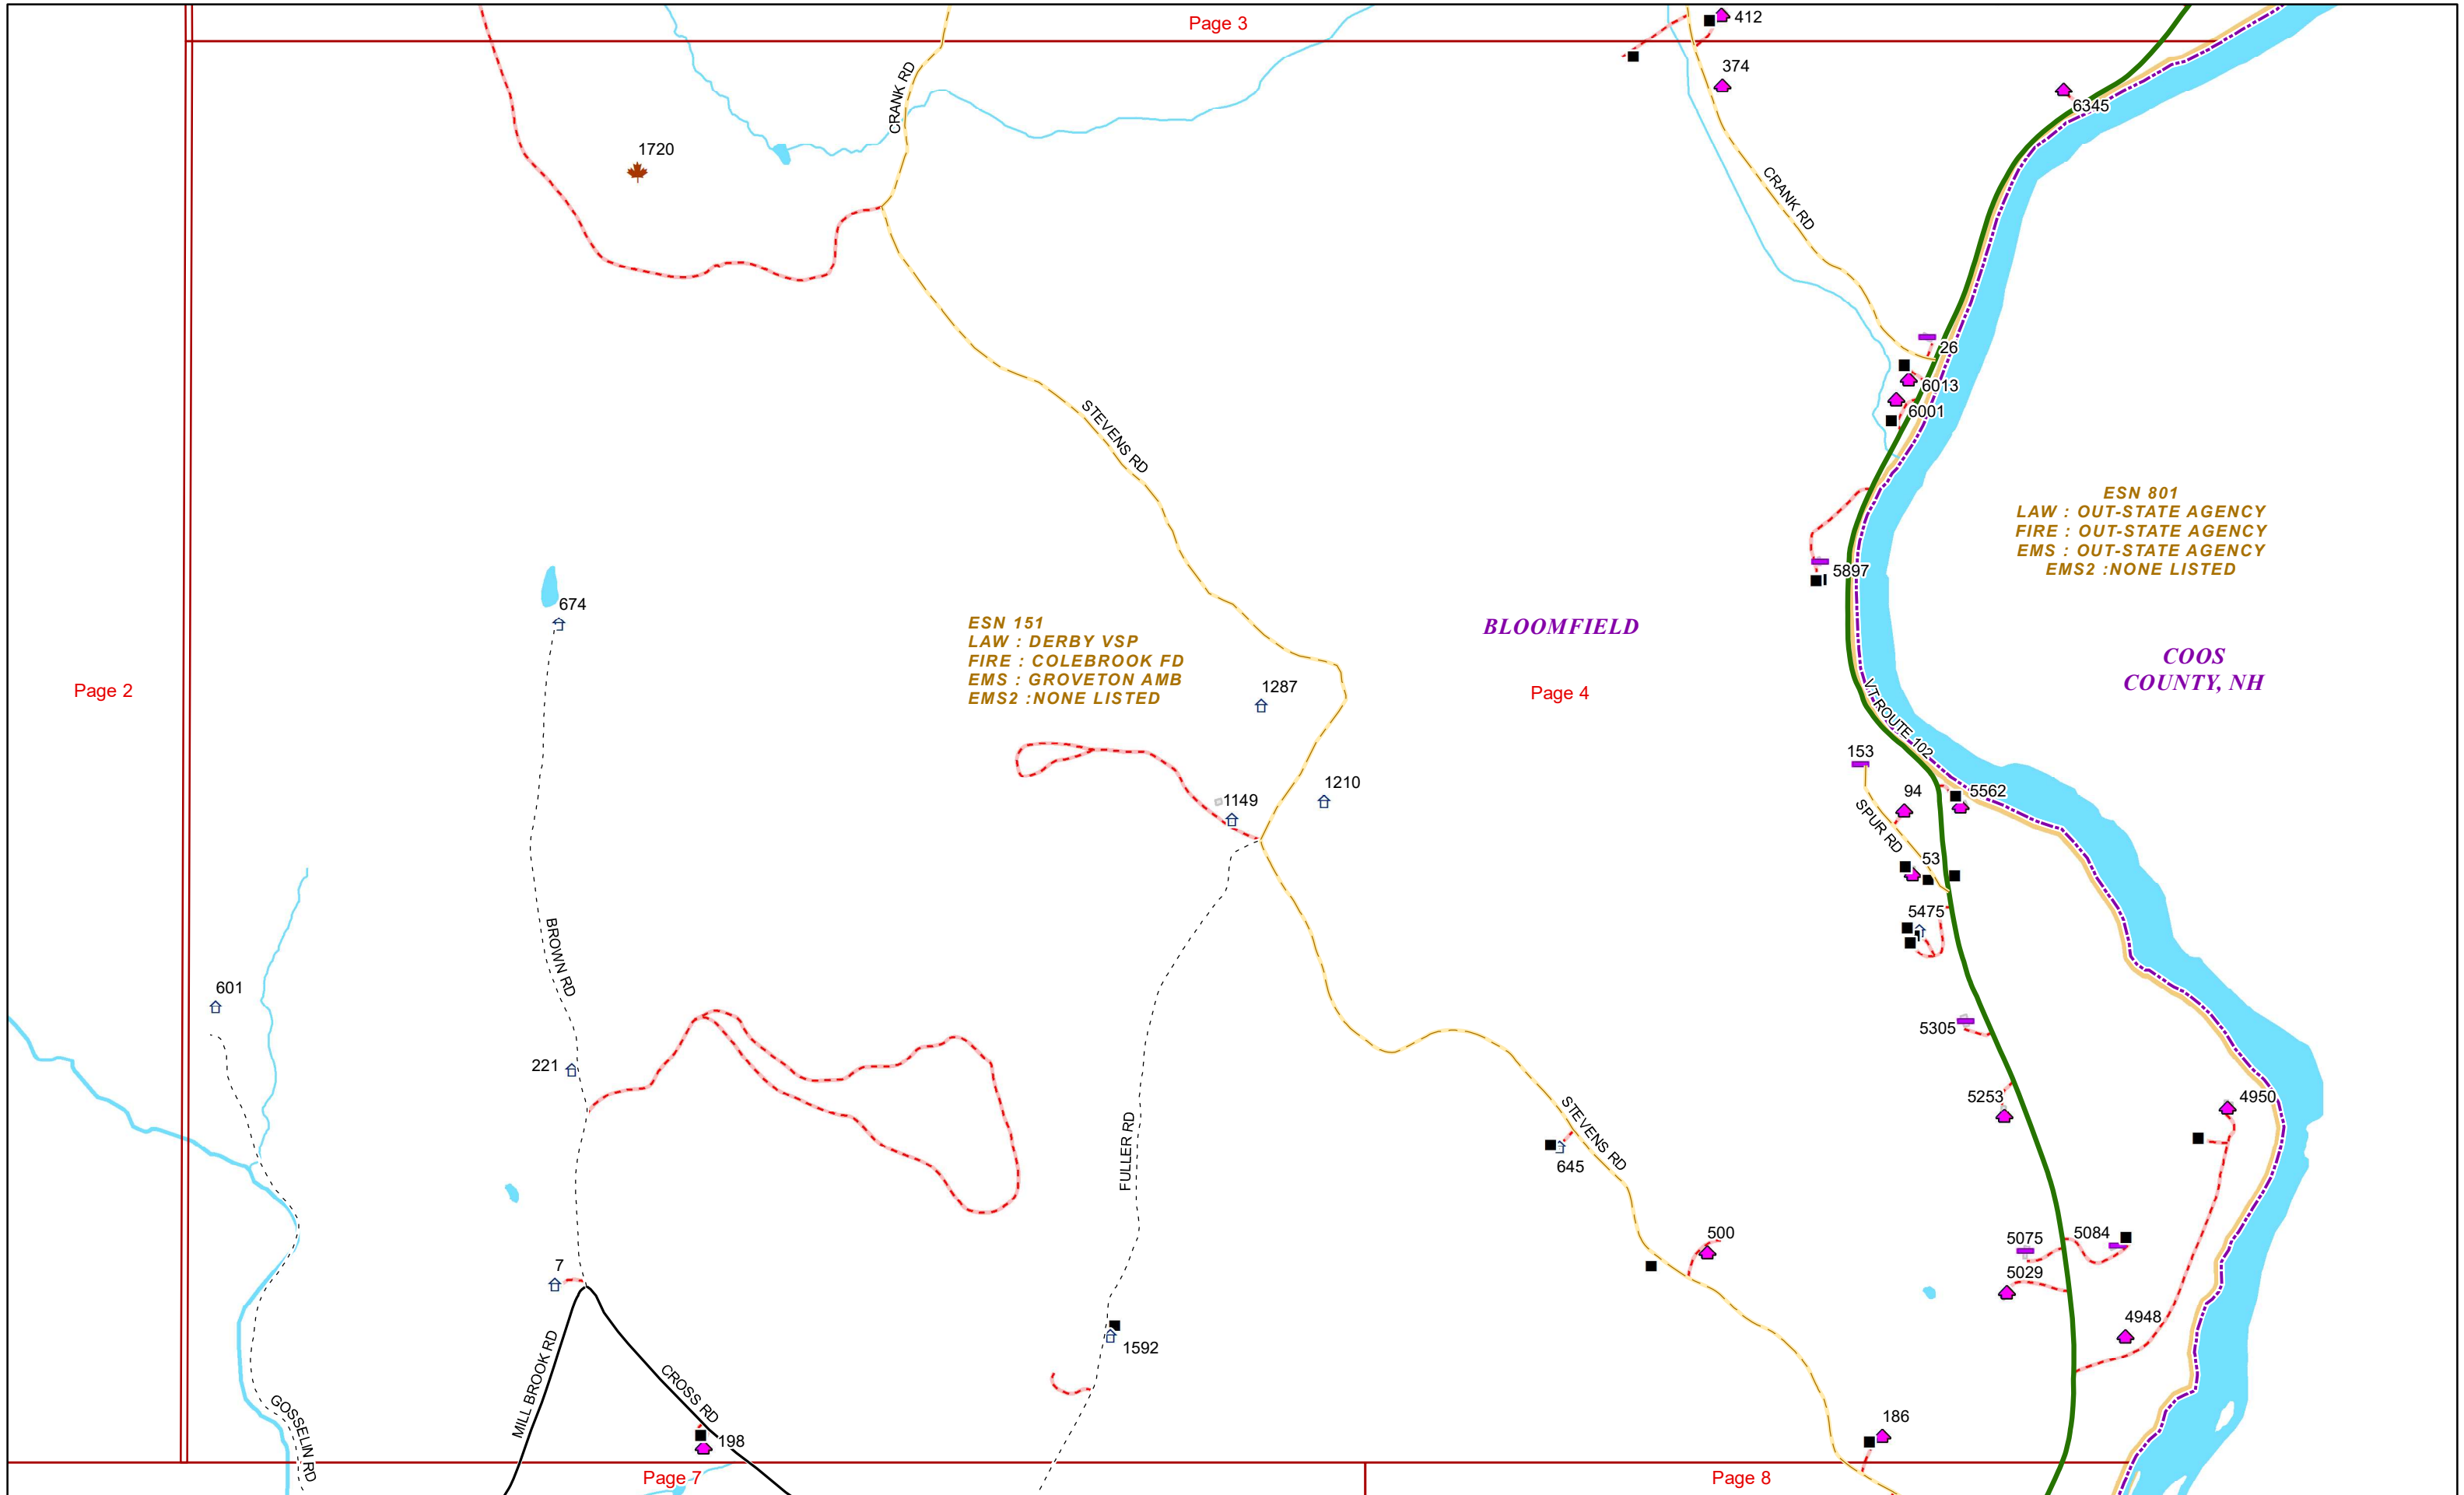 Page 3
412
374
6345
CRANK RD
1720
CRANK RD
26
6013
6001
STEVENS RD
ESN 801
LAW : OUT-STATE AGENCY
FIRE : OUT-STATE AGENCY
EMS : OUT-STATE AGENCY
EMS2 :NONE LISTED
5897
674
ESN 151
LAW : DERBY VSP
FIRE : COLEBROOK FD
EMS : GROVETON AMB
EMS2 :NONE LISTED
BLOOMFIELD
COOS
COUNTY, NH
Page 2
1287
Page 4
VT ROUTE 102
153
1210
1149
94
5562
SPUR RD
53
5475
BROWN RD
601
5305
221
5253
4950
FULLER RD
STEVENS RD
645
500
5075
5084
7
5029
4948
1592
MILL BROOK RD
CROSS RD
GOSSELIN RD
198
186
Page 7
Page 8